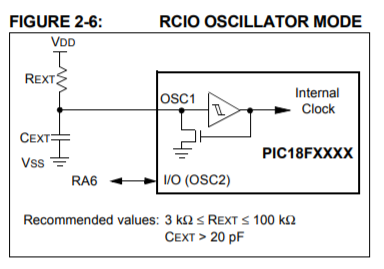 FIGURE 2-6: RCIO OSCILLATOR MODE
VDD
REXT
OSC1
Internal
Clock
CEXT
PIC18FXXXX
VSS
RA6
I/O (OSC2)
Recommended values: 3 kΩ ≤ REXT ≤ 100 kΩ
CEXT > 20 pF